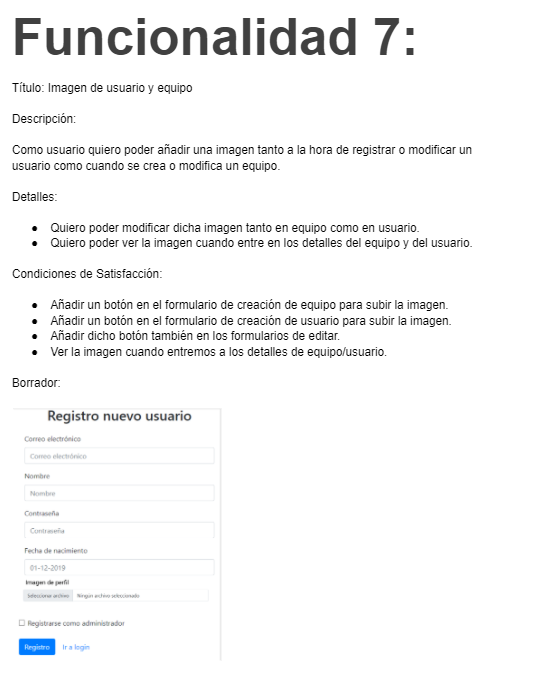 Funcionalidad 7:
Título: Imagen de usuario y equipo
Descripción:
Como usuario quiero poder añadir una imagen tanto a la hora de registrar o modificar un
usuario como cuando se crea o modifica un equipo.
Detalles:
● Quiero poder modificar dicha imagen tanto en equipo como en usuario.
● Quiero poder ver la imagen cuando entre en los detalles del equipo y del usuario.
Condiciones de Satisfacción:
● Añadir un botón en el formulario de creación de equipo para subir la imagen.
● Añadir un botón en el formulario de creación de usuario para subir la imagen.
● Añadir dicho botón también en los formularios de editar.
● Ver la imagen cuando entremos a los detalles de equipo/usuario.
Borrador:
Registro nuevo usuario
Correo electrónico
Correo electrónico
Nombre
Nombre
Contraseña
Contraseña
Fecha de nacimiento
01-12-2019
Imagen de perfil
Seleccionar archivo Ningún archivo seleccionado
Registrarse como administrador
Registro Ir a login